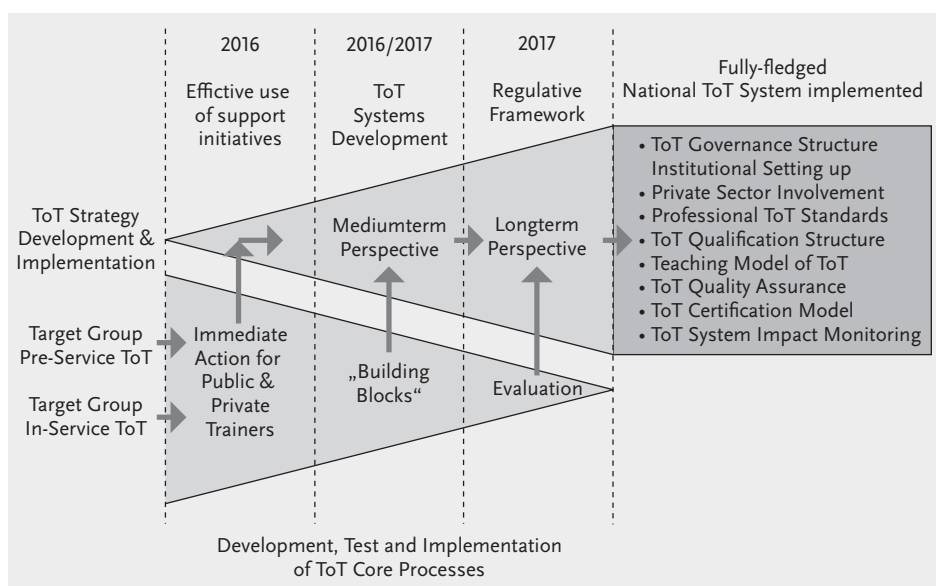 2016
Effictive use
of support
initiatives
2016/2017
ToT
Systems
Development
2017
Regulative
Framework
Fully-fledged
National ToT System implemented
ToT Strategy
Development &
Implementation
Mediumterm
Perspective
Longterm
Perspective
• ToT Governance Structure
Institutional Setting up
• Private Sector Involvement
• Professional ToT Standards
• ToT Qualification Structure
• Teaching Model of ToT
• ToT Quality Assurance
• ToT Certification Model
• ToT System Impact Monitoring
Target Group
Pre-Service ToT
Target Group
In-Service ToT
Immediate
Action for
Public &
Private
Trainers
„Building
Blocks“
Evaluation
Development, Test and Implementation
of ToT Core Processes